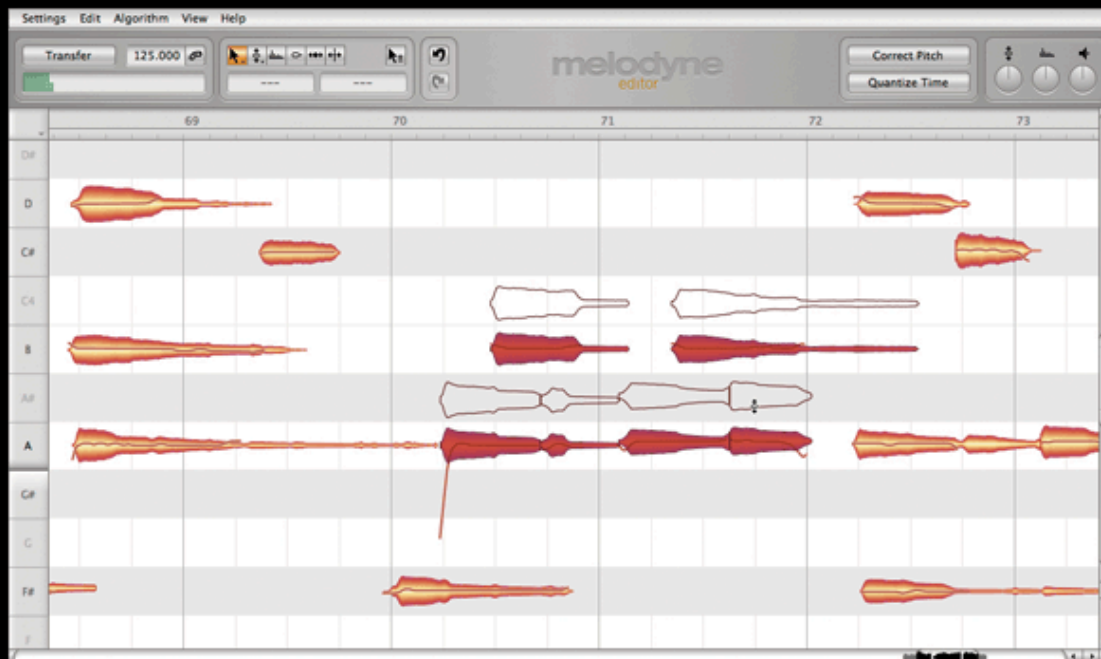 Settings Edit Algorithm View Help
Transfer 125.000
--- ---
melodyne
editor
Correct Pitch
Quantize Time
69 70 71 72 73
D#
D
C#
C4
B
A#
A
G#
G
F#
F